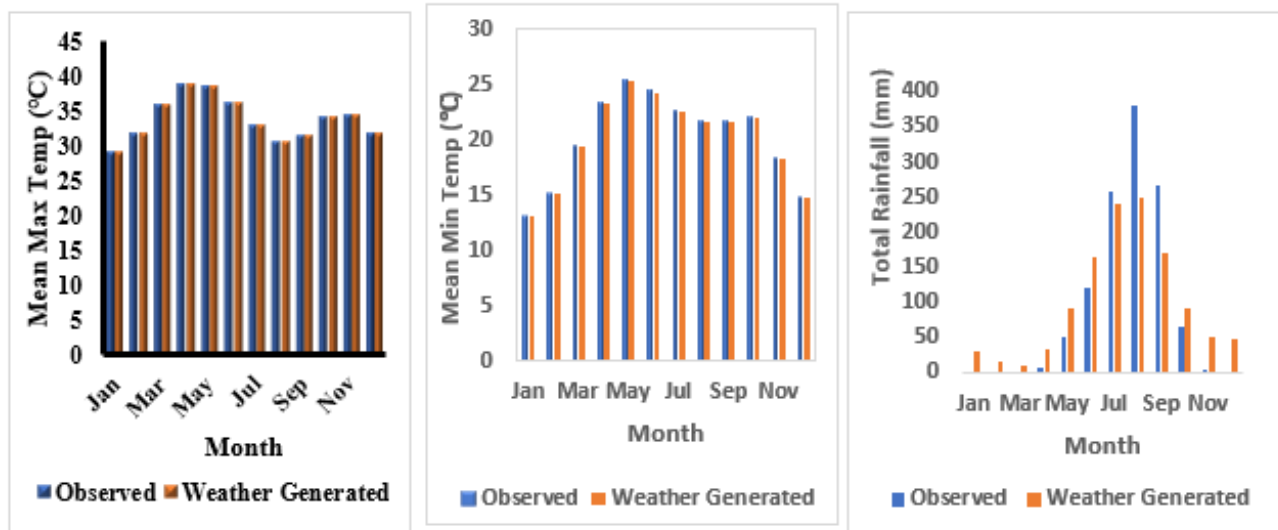 Mean Max Temp (°C)
45
40
35
30
25
20
15
10
5
0
Jan Mar May Jul Sep Nov
Month
Observed Weather Generated
Mean Min Temp (℃)
30
25
20
15
10
5
0
Jan Mar May Jul Sep Nov
Month
Observed Weather Generated
Total Rainfall (mm)
400
350
300
250
200
150
100
50
0
Jan Mar May Jul Sep Nov
Month
Observed Weather Generated